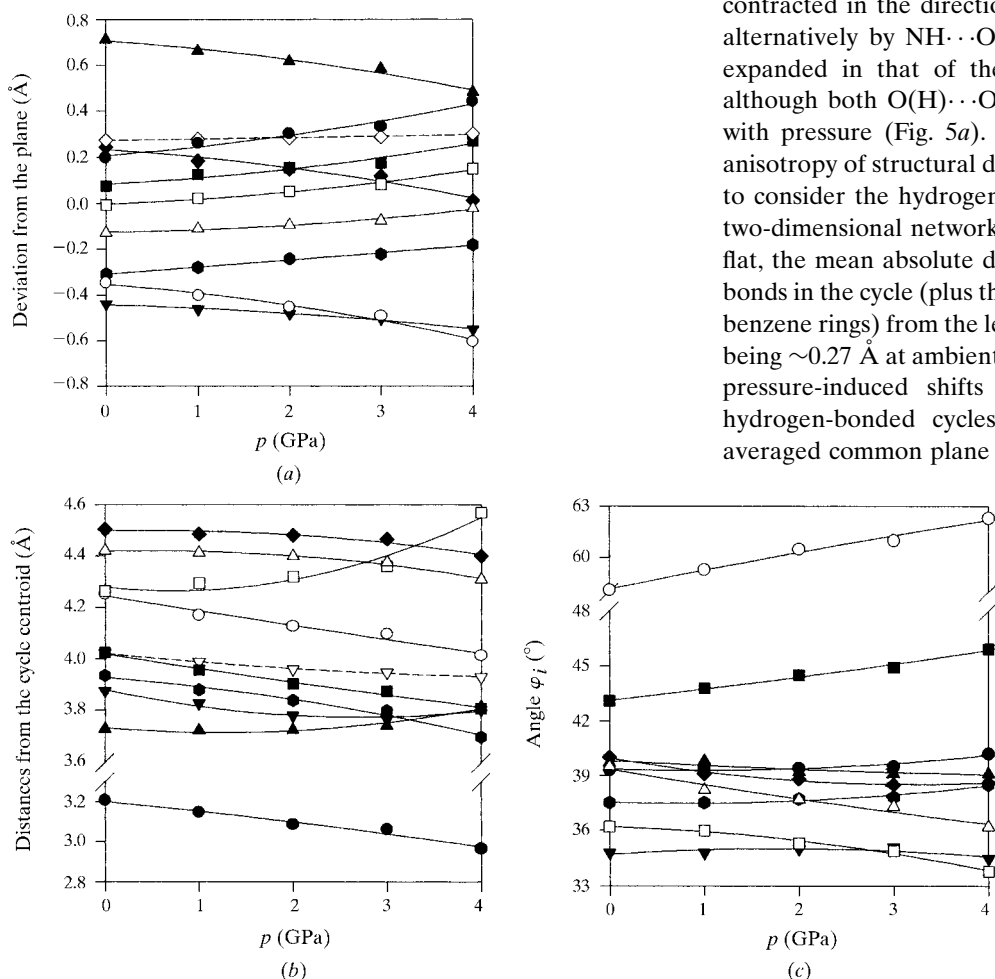 0.8
0.6
0.4
0.2
0.0
−0.2
−0.4
−0.6
−0.8
Deviation from the plane (Å)
0 1 2 3 4
p (GPa)
(a)
contracted in the direction
alternatively by NH···O
expanded in that of the
although both O(H)···O
with pressure (Fig. 5a).
anisotropy of structural d
to consider the hydrogen
two-dimensional network
flat, the mean absolute d
bonds in the cycle (plus th
benzene rings) from the le
being ∼0.27 Å at ambient
pressure-induced shifts
hydrogen-bonded cycles
averaged common plane
4.6
4.4
4.2
4.0
3.8
3.6
3.2
3.0
2.8
Distances from the cycle centroid (Å)
0 1 2 3 4
p (GPa)
(b)
63
60
48
45
42
39
36
33
Angle φi (°)
0 1 2 3 4
p (GPa)
(c)